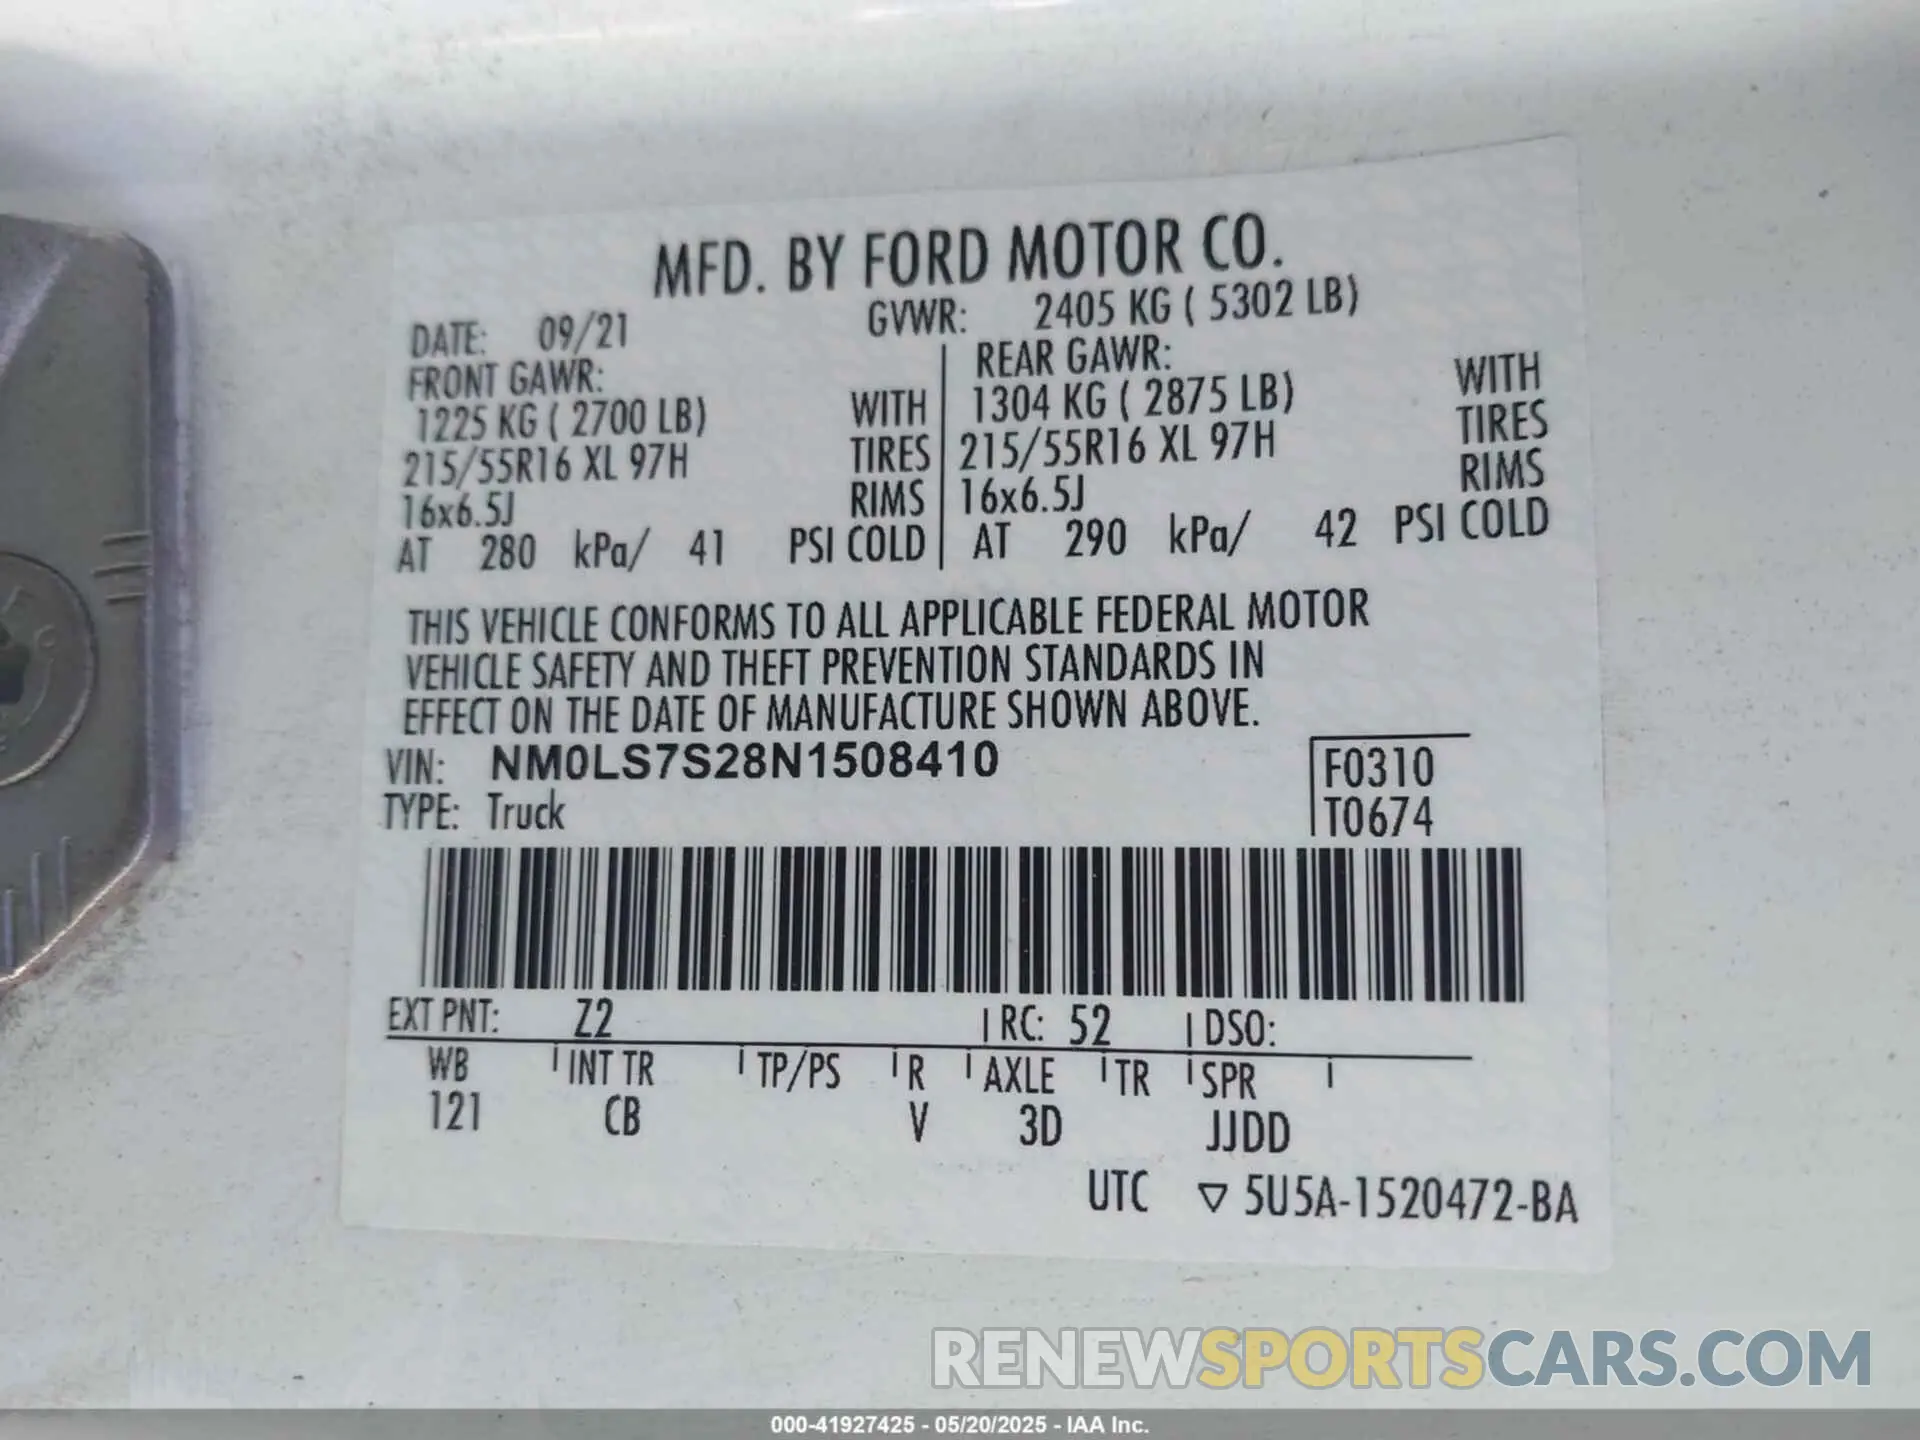 MFD. BY FORD MOTOR CO.
DATE: 09/21 GVWR: 2405 KG ( 5302 LB)
FRONT GAWR: REAR GAWR:
1225 KG ( 2700 LB) WITH 1304 KG ( 2875 LB) WITH
215/55R16 XL 97H TIRES 215/55R16 XL 97H TIRES
16x6.5J RIMS 16x6.5J RIMS
AT 280 kPa/ 41 PSI COLD AT 290 kPa/ 42 PSI COLD
THIS VEHICLE CONFORMS TO ALL APPLICABLE FEDERAL MOTOR
VEHICLE SAFETY AND THEFT PREVENTION STANDARDS IN
EFFECT ON THE DATE OF MANUFACTURE SHOWN ABOVE.
VIN: NM0LS7S28N1508410 F0310
TYPE: Truck T0674
EXT PNT: Z2 RC: 52 DSO:
WB INT TR TP/PS R AXLE TR SPR
121 CB V 3D JJDD
UTC ▽ 5U5A-1520472-BA
RENEWSPORTSCARS.COM
000-41927425 - 05/20/2025 - IAA Inc.